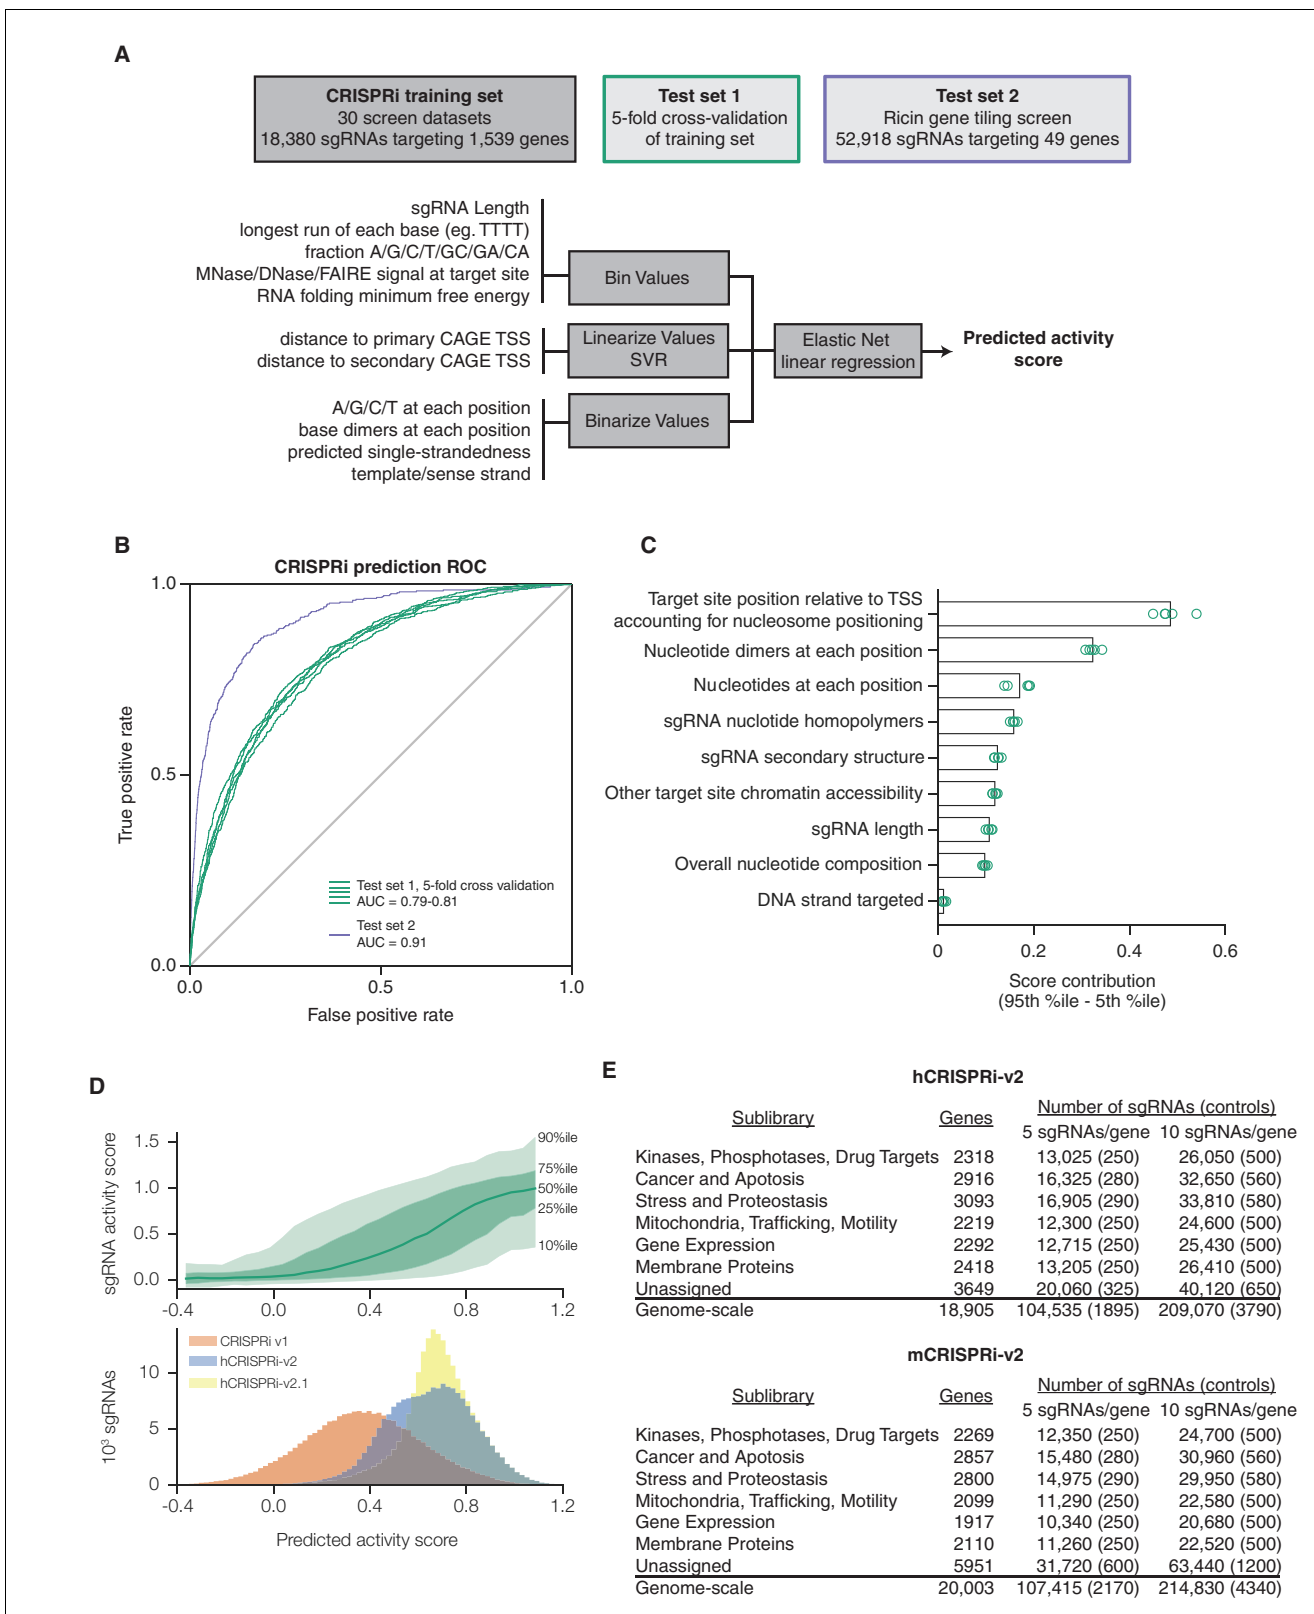 A
CRISPRi training set
30 screen datasets
18,380 sgRNAs targeting 1,539 genes
Test set 1
5-fold cross-validation
of training set
Test set 2
Ricin gene tiling screen
52,918 sgRNAs targeting 49 genes
sgRNA Length
longest run of each base (eg. TTTT)
fraction A/G/C/T/GC/GA/CA
MNase/DNase/FAIRE signal at target site
RNA folding minimum free energy
Bin Values
distance to primary CAGE TSS
distance to secondary CAGE TSS
Linearize Values
SVR
A/G/C/T at each position
base dimers at each position
predicted single-strandedness
template/sense strand
Binarize Values
Elastic Net
linear regression
Predicted activity
score
B
CRISPRi prediction ROC
True positive rate
1.0
0.5
0.0
0.0 0.5 1.0
False positive rate
Test set 1, 5-fold cross validation
AUC = 0.79-0.81
Test set 2
AUC = 0.91
C
Target site position relative to TSS
accounting for nucleosome positioning
Nucleotide dimers at each position
Nucleotides at each position
sgRNA nuclotide homopolymers
sgRNA secondary structure
Other target site chromatin accessibility
sgRNA length
Overall nucleotide composition
DNA strand targeted
0 0.2 0.4 0.6
Score contribution
(95th %ile - 5th %ile)
D
sgRNA activity score
1.5
1.0
0.5
0.0
90%ile
75%ile
50%ile
25%ile
10%ile
-0.4 0.0 0.4 0.8 1.2
10³ sgRNAs
10
5
0
CRISPRi v1
hCRISPRi-v2
hCRISPRi-v2.1
-0.4 0.0 0.4 0.8 1.2
Predicted activity score
E
hCRISPRi-v2
Number of sgRNAs (controls)
Sublibrary Genes 5 sgRNAs/gene 10 sgRNAs/gene
Kinases, Phosphotases, Drug Targets 2318 13,025 (250) 26,050 (500)
Cancer and Apotosis 2916 16,325 (280) 32,650 (560)
Stress and Proteostasis 3093 16,905 (290) 33,810 (580)
Mitochondria, Trafficking, Motility 2219 12,300 (250) 24,600 (500)
Gene Expression 2292 12,715 (250) 25,430 (500)
Membrane Proteins 2418 13,205 (250) 26,410 (500)
Unassigned 3649 20,060 (325) 40,120 (650)
Genome-scale 18,905 104,535 (1895) 209,070 (3790)
mCRISPRi-v2
Number of sgRNAs (controls)
Sublibrary Genes 5 sgRNAs/gene 10 sgRNAs/gene
Kinases, Phosphotases, Drug Targets 2269 12,350 (250) 24,700 (500)
Cancer and Apotosis 2857 15,480 (280) 30,960 (560)
Stress and Proteostasis 2800 14,975 (290) 29,950 (580)
Mitochondria, Trafficking, Motility 2099 11,290 (250) 22,580 (500)
Gene Expression 1917 10,340 (250) 20,680 (500)
Membrane Proteins 2110 11,260 (250) 22,520 (500)
Unassigned 5951 31,720 (600) 63,440 (1200)
Genome-scale 20,003 107,415 (2170) 214,830 (4340)